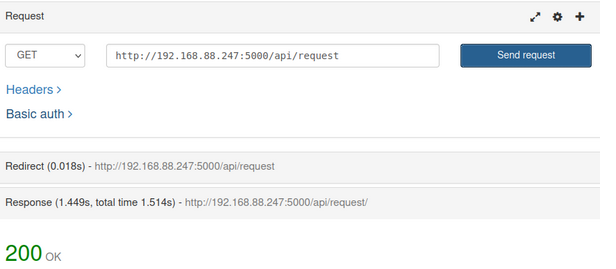 Request
GET http://192.168.88.247:5000/api/request Send request
Headers
Basic auth
Redirect (0.018s) - http://192.168.88.247:5000/api/request
Response (1.449s, total time 1.514s) - http://192.168.88.247:5000/api/request/
200 OK